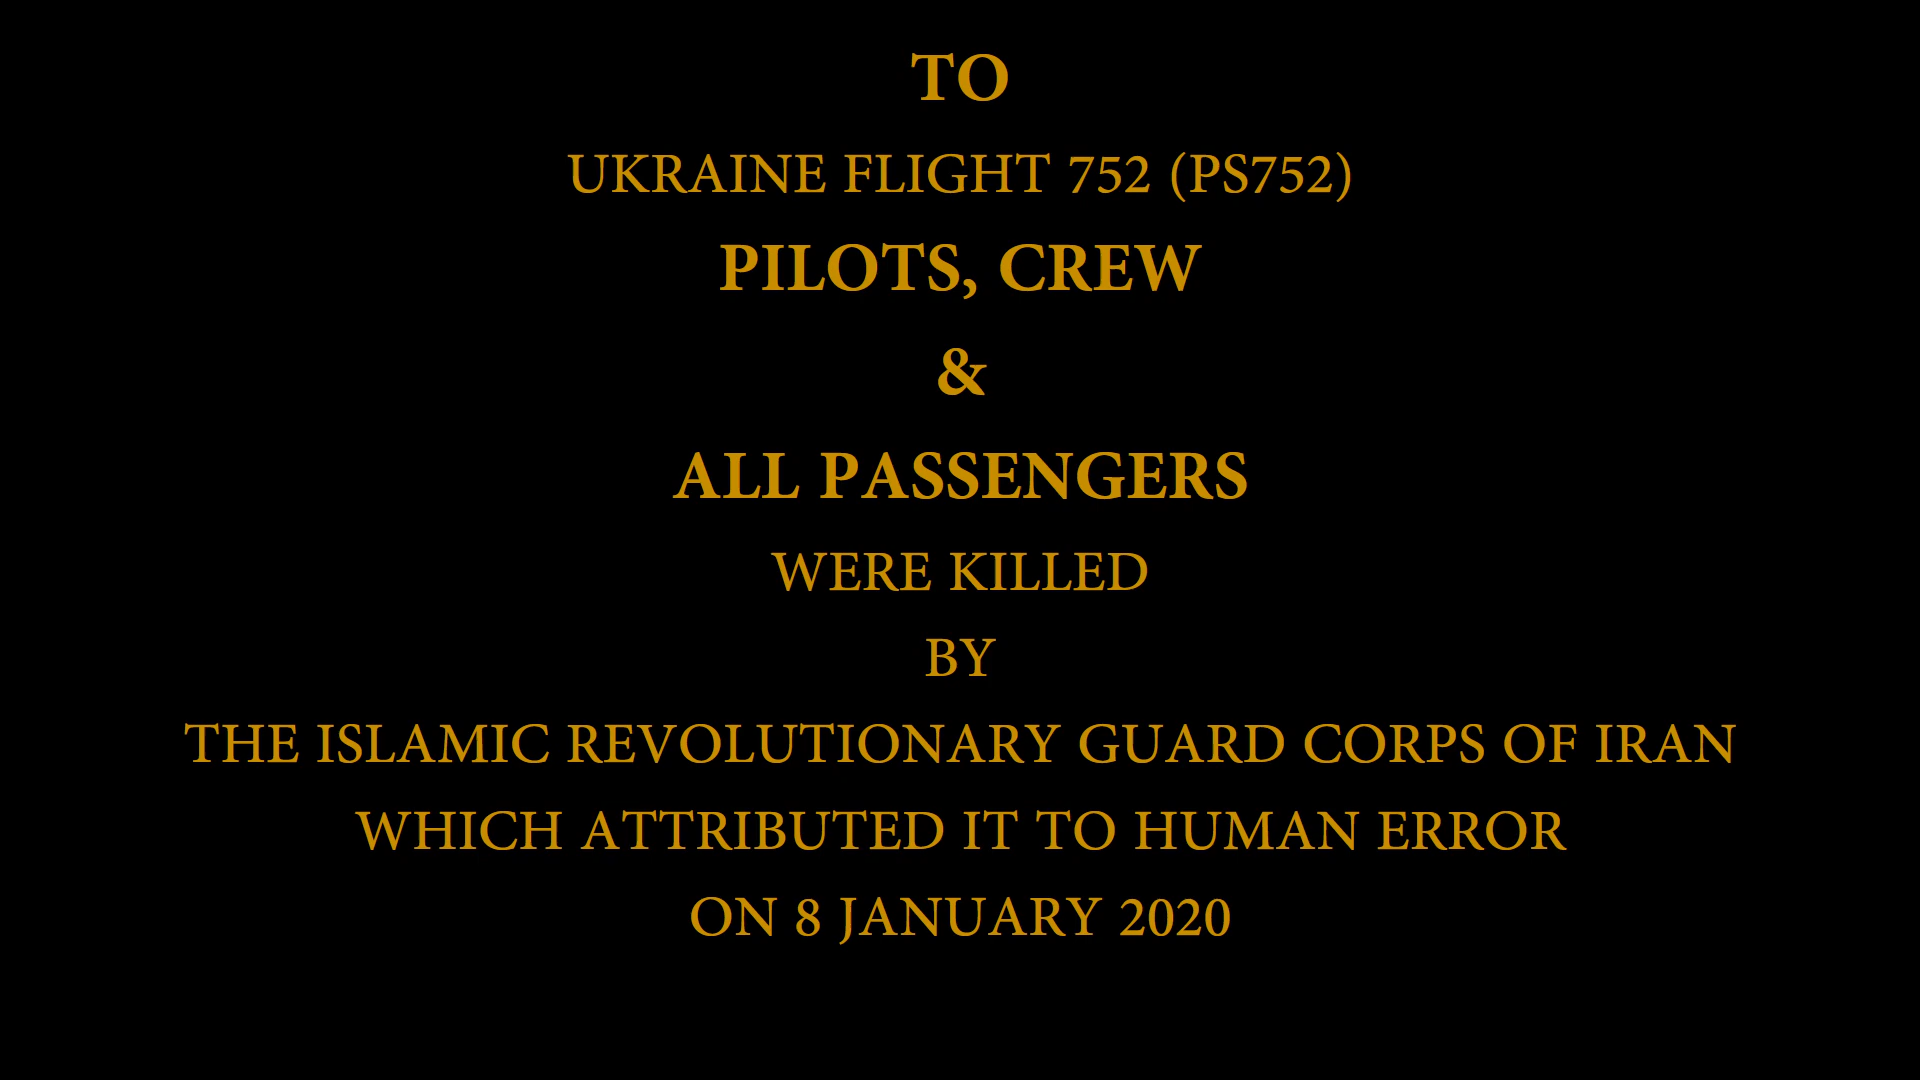 TO
UKRAINE FLIGHT 752 (PS752)
PILOTS, CREW
&
ALL PASSENGERS
WERE KILLED
BY
THE ISLAMIC REVOLUTIONARY GUARD CORPS OF IRAN
WHICH ATTRIBUTED IT TO HUMAN ERROR
ON 8 JANUARY 2020